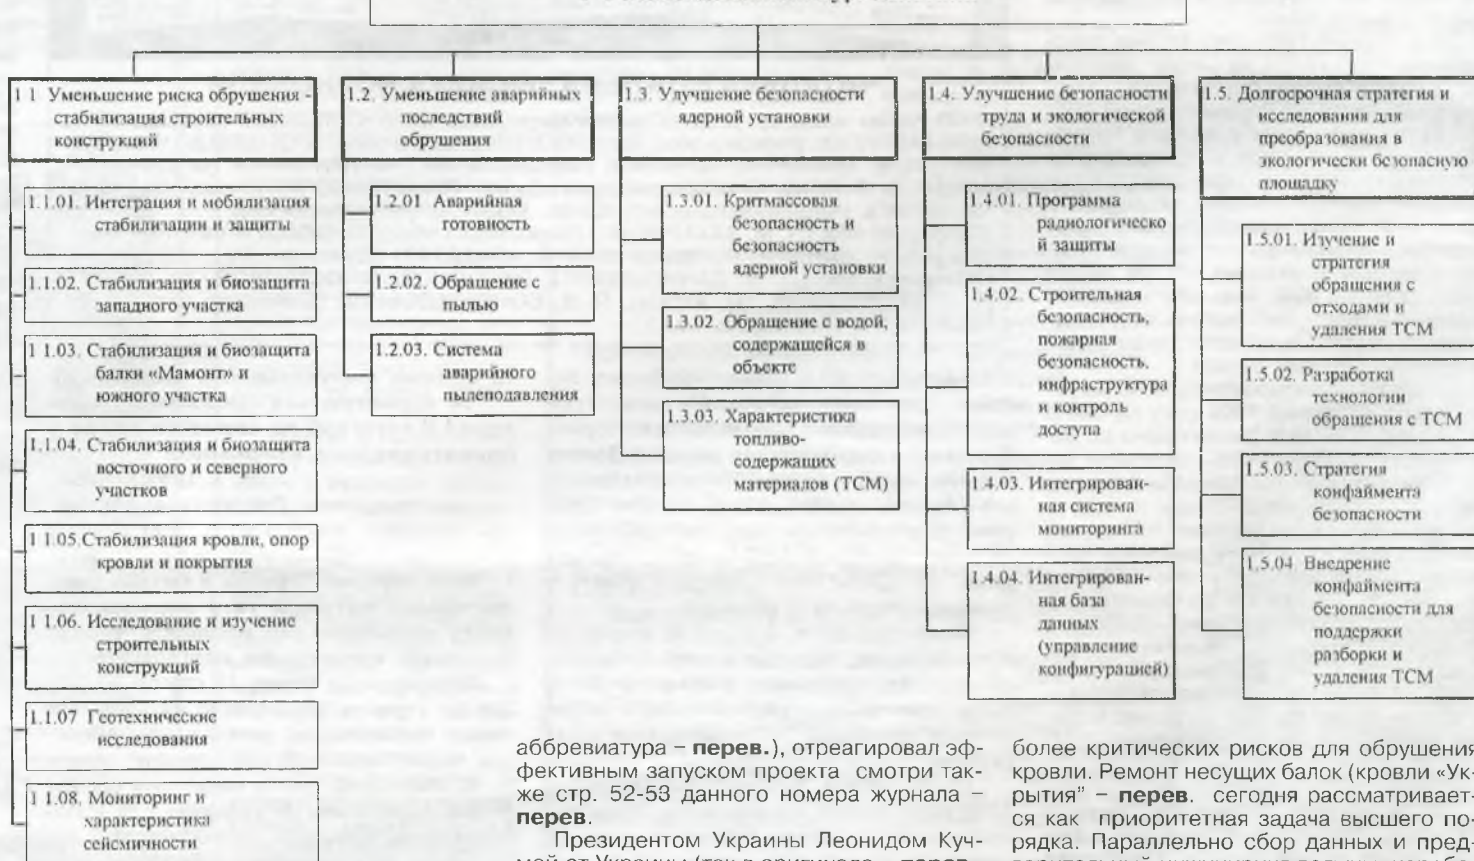 1 1 Уменьшение риска обрушения -
стабилизация строительных
конструкций
1.1.01. Интеграция и мобилизация
стабилизации и защиты
1.1.02. Стабилизация и биозащита
западного участка
1 1.03. Стабилизация и биозащита
балки «Мамонт» и
южного участка
1.1.04. Стабилизация и биозащита
восточного и северного
участков
1 1.05.Стабилизация кровли, опор
кровли и покрытия
1 1.06. Исследование и изучение
строительных
конструкций
1.1.07 Геотехнические
исследования
1 1.08. Мониторинг и
характеристика
сейсмичности
1.2. Уменьшение аварийных
последствий
обрушения
1.2.01 Аварийная
готовность
1.2.02. Обращение с
пылью
1.2.03. Система
аварийного
пылеподавления
1.3. Улучшение безопасности
ядерной установки
1.3.01. Критмассовая
безопасность и
безопасность
ядерной установки
1.3.02. Обращение с водой,
содержащейся в
объекте
1.3.03. Характеристика
топливо-
содержащих
материалов (ТСМ)
1.4. Улучшение безопасности
труда и экологической
безопасности
1.4.01. Программа
радиологическо
й защиты
1.4.02. Строительная
безопасность,
пожарная
безопасность,
инфраструктура
и контроль
доступа
1.4.03. Интегрирован-
ная система
мониторинга
1.4.04. Интегрирован-
ная база
данных
(управление
конфигурацией)
1.5. Долгосрочная стратегия и
исследования для
преобразования в
экологически безопасную
площадку
1.5.01. Изучение и
стратегия
обращения с
отходами и
удаления ТСМ
1.5.02. Разработка
технологии
обращения с ТСМ
1.5.03. Стратегия
конфаймента
безопасности
1.5.04 Внедрение
конфаймента
безопасности для
поддержки
разборки и
удаления ТСМ
аббревиатура – перев.), отреагировал эф-
фективным запуском проекта смотри так-
же стр. 52-53 данного номера журнала –
перев.
Президентом Украины Леонидом Куч-
более критических рисков для обрушения
кровли. Ремонт несущих балок (кровли «Ук-
рытия" – перев. сегодня рассматривает-
ся как приоритетная задача высшего по-
рядка. Параллельно сбор данных и пред-